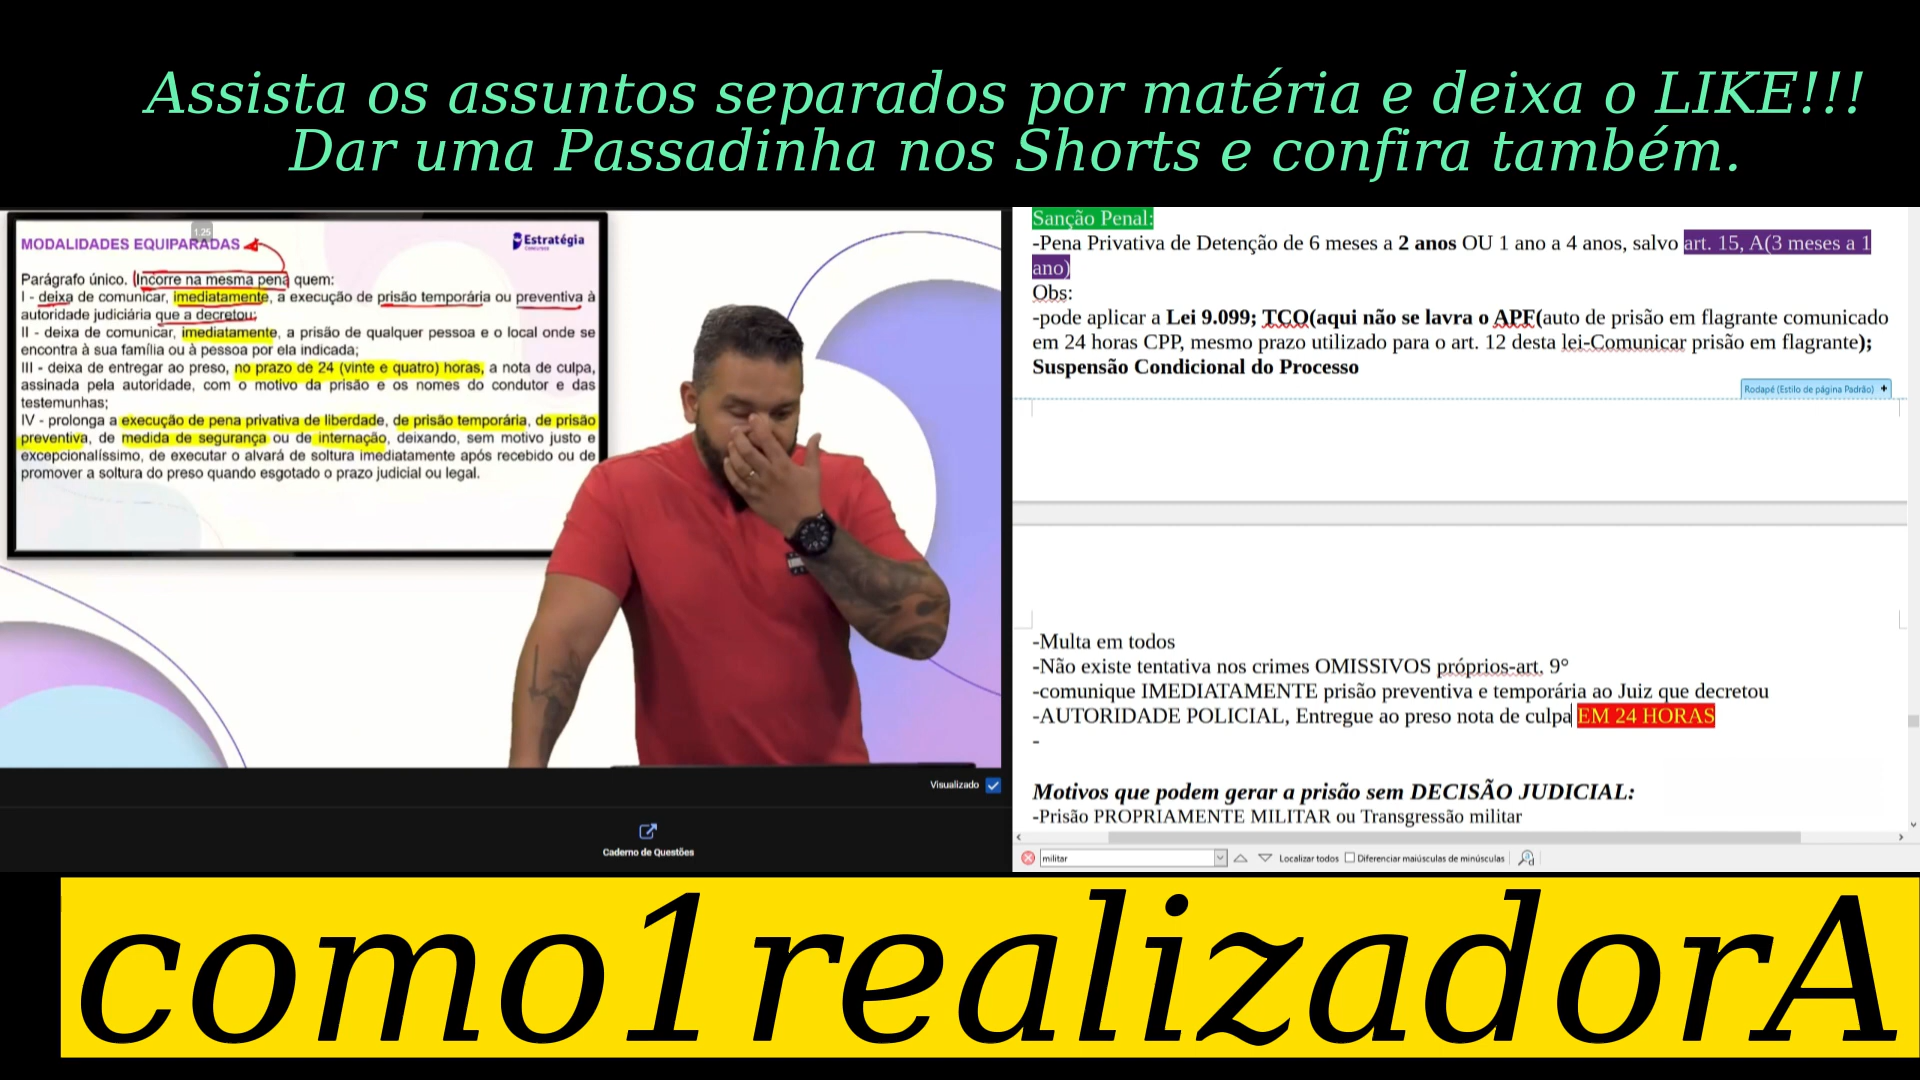 Assista os assuntos separados por matéria e deixa o LIKE!!!
Dar uma Passadinha nos Shorts e confira também.
1.25
MODALIDADES EQUIPARADAS
Estratégia
Parágrafo único. Incorre na mesma pena quem:
I - deixa de comunicar, imediatamente, a execução de prisão temporária ou preventiva à
autoridade judiciária que a decretou;
II - deixa de comunicar, imediatamente, a prisão de qualquer pessoa e o local onde se
encontra à sua família ou à pessoa por ela indicada;
III - deixa de entregar ao preso, no prazo de 24 (vinte e quatro) horas, a nota de culpa,
assinada pela autoridade, com o motivo da prisão e os nomes do condutor e das
testemunhas;
IV - prolonga a execução de pena privativa de liberdade, de prisão temporária, de prisão
preventiva, de medida de segurança ou de internação, deixando, sem motivo justo e
excepcionalíssimo, de executar o alvará de soltura imediatamente após recebido ou de
promover a soltura do preso quando esgotado o prazo judicial ou legal.
Visualizado
Caderno de Questões
Sanção Penal:
-Pena Privativa de Detenção de 6 meses a 2 anos OU 1 ano a 4 anos, salvo art. 15, A(3 meses a 1
ano)
Obs:
-pode aplicar a Lei 9.099; TCO(aqui não se lavra o APF(auto de prisão em flagrante comunicado
em 24 horas CPP, mesmo prazo utilizado para o art. 12 desta lei-Comunicar prisão em flagrante);
Suspensão Condicional do Processo
Rodapé (Estilo de página Padrão)
-Multa em todos
-Não existe tentativa nos crimes OMISSIVOS próprios-art. 9°
-comunique IMEDIATAMENTE prisão preventiva e temporária ao Juiz que decretou
-AUTORIDADE POLICIAL, Entregue ao preso nota de culpa EM 24 HORAS
-
Motivos que podem gerar a prisão sem DECISÃO JUDICIAL:
-Prisão PROPRIAMENTE MILITAR ou Transgressão militar
militar
Localizar todos
Diferenciar maiúsculas de minúsculas
como1realizadorA